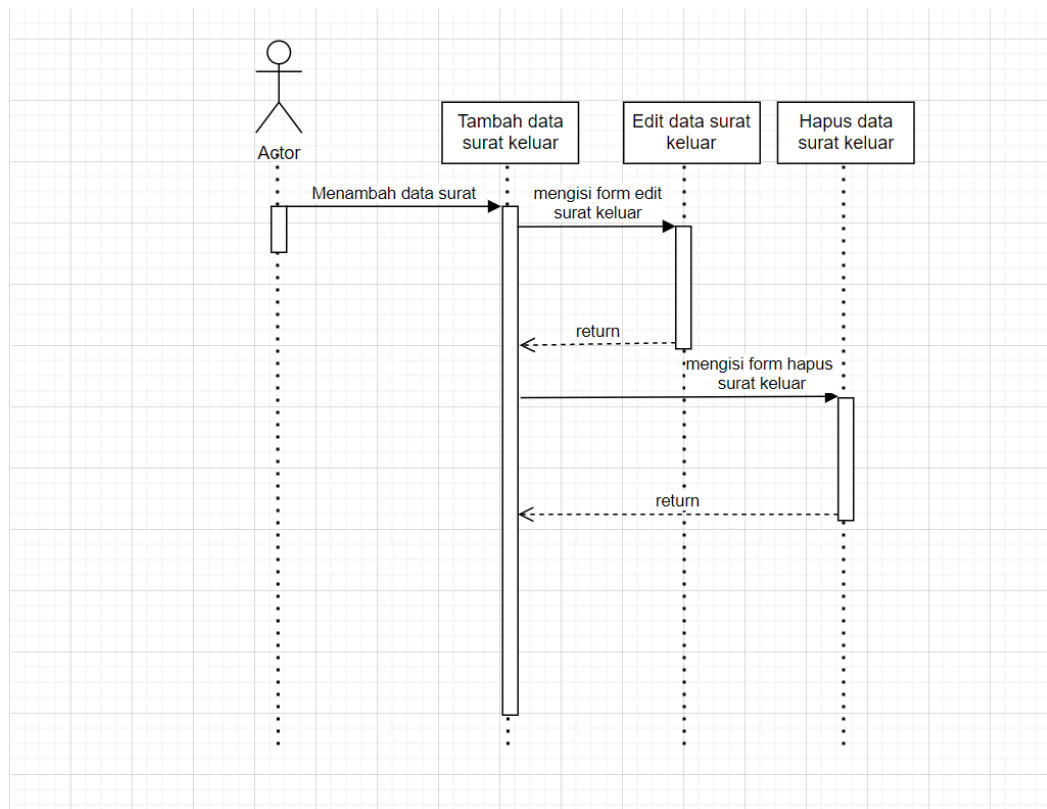 Actor
Tambah data
surat keluar
Edit data surat
keluar
Hapus data
surat keluar
Menambah data surat
mengisi form edit
surat keluar
return
mengisi form hapus
surat keluar
return